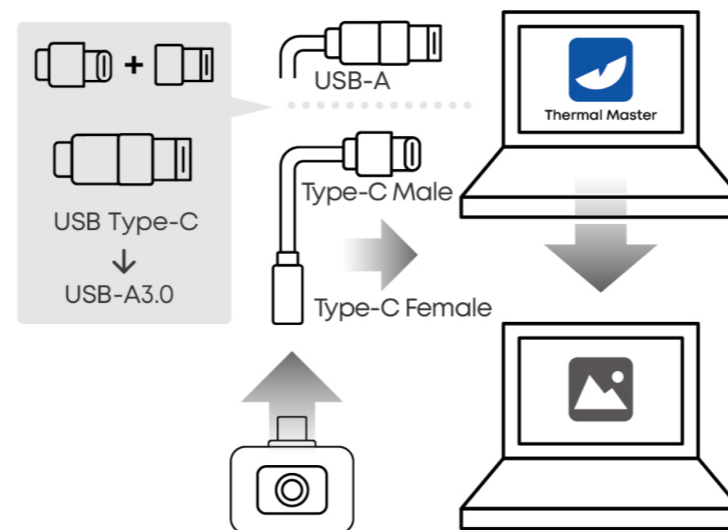 USB-A
Thermal Master
Type-C Male
USB Type-C
USB-A3.0
Type-C Female